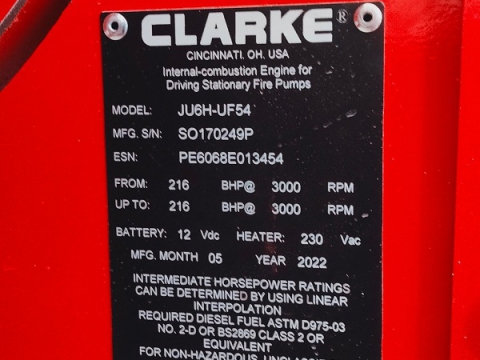 CLARKE®
CINCINNATI. OH. USA
Internal-combustion Engine for
Driving Stationary Fire Pumps
MODEL: JU6H-UF54
MFG. S/N: SO170249P
ESN: PE6068E013454
FROM: 216 BHP@ 3000 RPM
UP TO: 216 BHP@ 3000 RPM
BATTERY: 12 Vdc HEATER: 230 Vac
MFG. MONTH 05 YEAR 2022
INTERMEDIATE HORSEPOWER RATINGS
CAN BE DETERMINED BY USING LINEAR
INTERPOLATION
REQUIRED DIESEL FUEL ASTM D975-03
NO. 2-D OR BS2869 CLASS 2 OR
EQUIVALENT
FOR NON-HAZARDOUS, UNCLASSIFIED